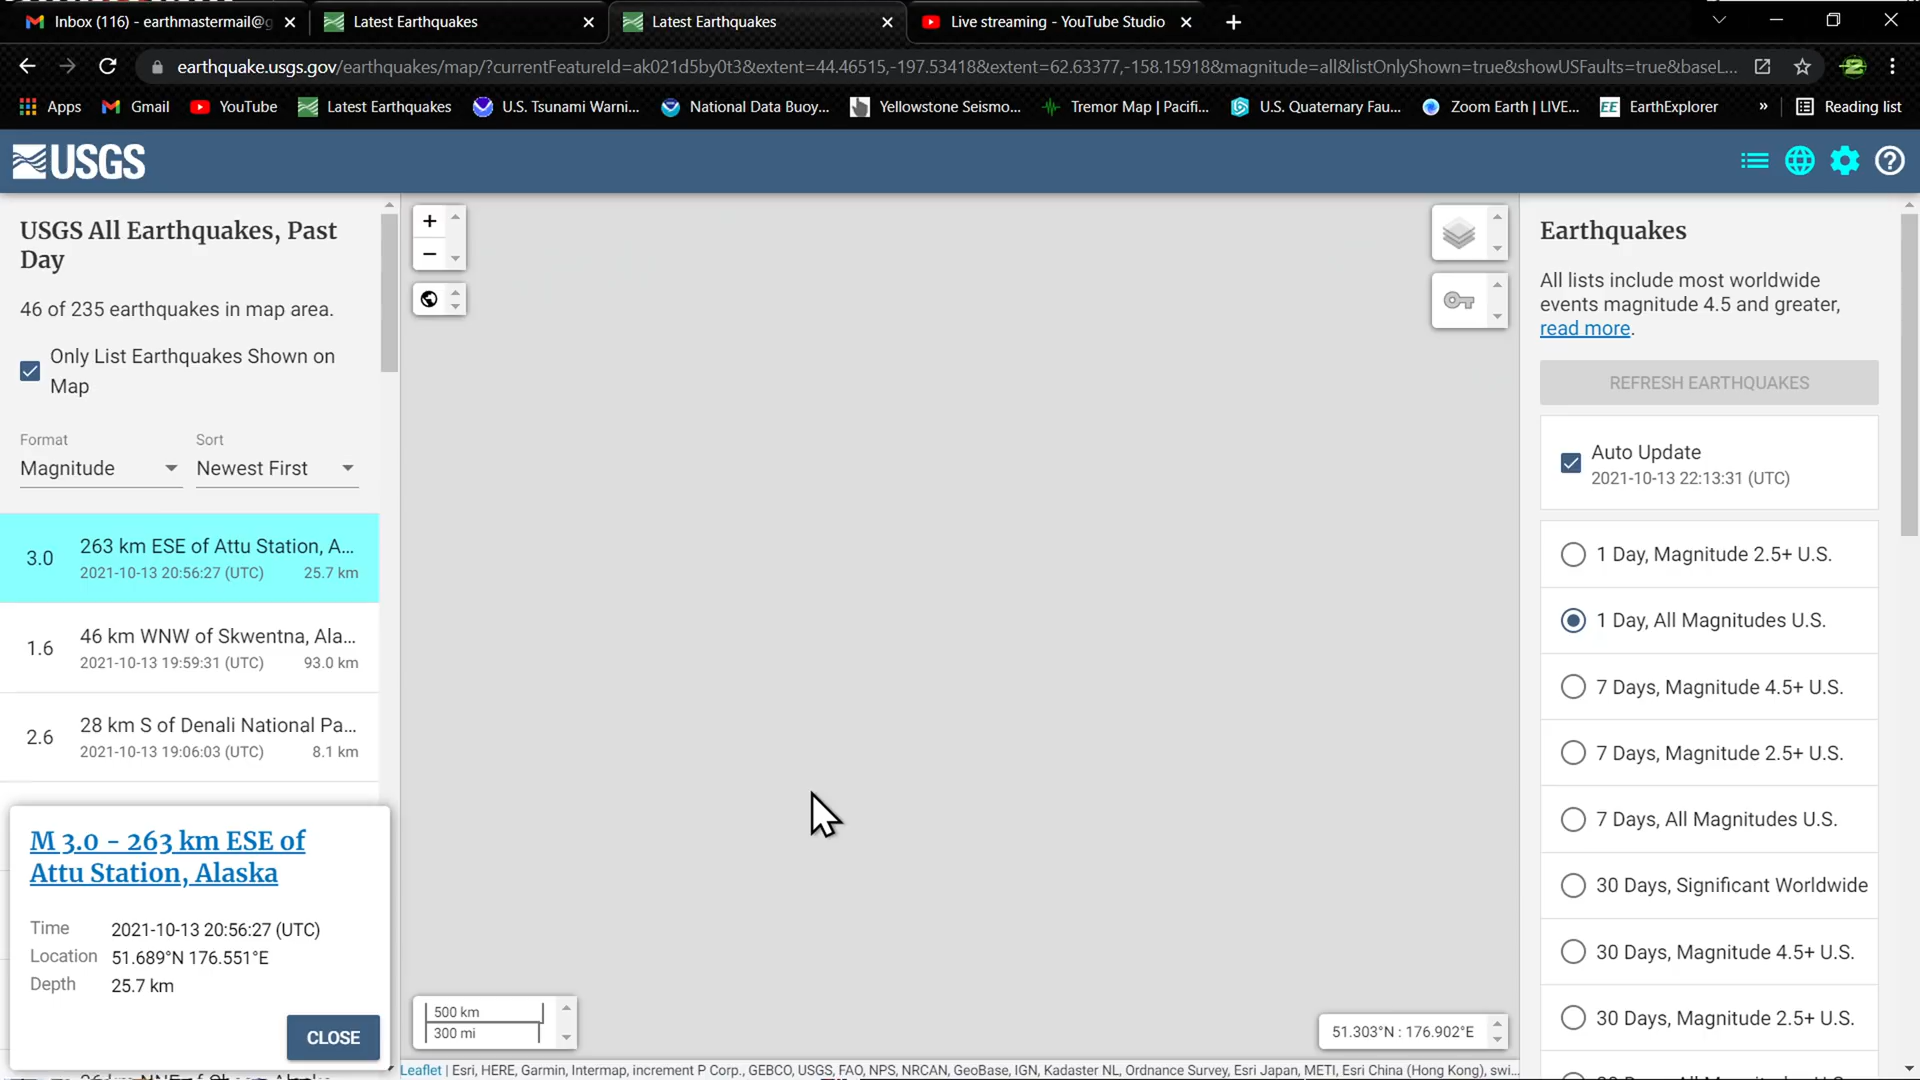 Inbox (116) - earthmastermail@g
Latest Earthquakes
Latest Earthquakes
Live streaming - YouTube Studio
earthquake.usgs.gov/earthquakes/map/?currentFeatureId=ak021d5by0t3&extent=44.46515,-197.53418&extent=62.63377,-158.15918&magnitude=all&listOnlyShown=true&showUSFaults=true&baseL...
Apps
Gmail
YouTube
Latest Earthquakes
U.S. Tsunami Warni...
National Data Buoy...
Yellowstone Seismo...
Tremor Map | Pacifi...
U.S. Quaternary Fau...
Zoom Earth | LIVE...
EE EarthExplorer
»
Reading list
USGS
USGS All Earthquakes, Past
Day
46 of 235 earthquakes in map area.
Only List Earthquakes Shown on
Map
Format
Sort
Magnitude
Newest First
3.0
263 km ESE of Attu Station, A...
2021-10-13 20:56:27 (UTC)
25.7 km
1.6
46 km WNW of Skwentna, Ala...
2021-10-13 19:59:31 (UTC)
93.0 km
2.6
28 km S of Denali National Pa...
2021-10-13 19:06:03 (UTC)
8.1 km
M 3.0 - 263 km ESE of
Attu Station, Alaska
Time 2021-10-13 20:56:27 (UTC)
Location 51.689°N 176.551°E
Depth 25.7 km
CLOSE
+
−
500 km
300 mi
51.303°N : 176.902°E
Leaflet | Esri, HERE, Garmin, Intermap, increment P Corp., GEBCO, USGS, FAO, NPS, NRCAN, GeoBase, IGN, Kadaster NL, Ordnance Survey, Esri Japan, METI, Esri China (Hong Kong), swi...
Earthquakes
All lists include most worldwide
events magnitude 4.5 and greater,
read more.
REFRESH EARTHQUAKES
Auto Update
2021-10-13 22:13:31 (UTC)
1 Day, Magnitude 2.5+ U.S.
1 Day, All Magnitudes U.S.
7 Days, Magnitude 4.5+ U.S.
7 Days, Magnitude 2.5+ U.S.
7 Days, All Magnitudes U.S.
30 Days, Significant Worldwide
30 Days, Magnitude 4.5+ U.S.
30 Days, Magnitude 2.5+ U.S.